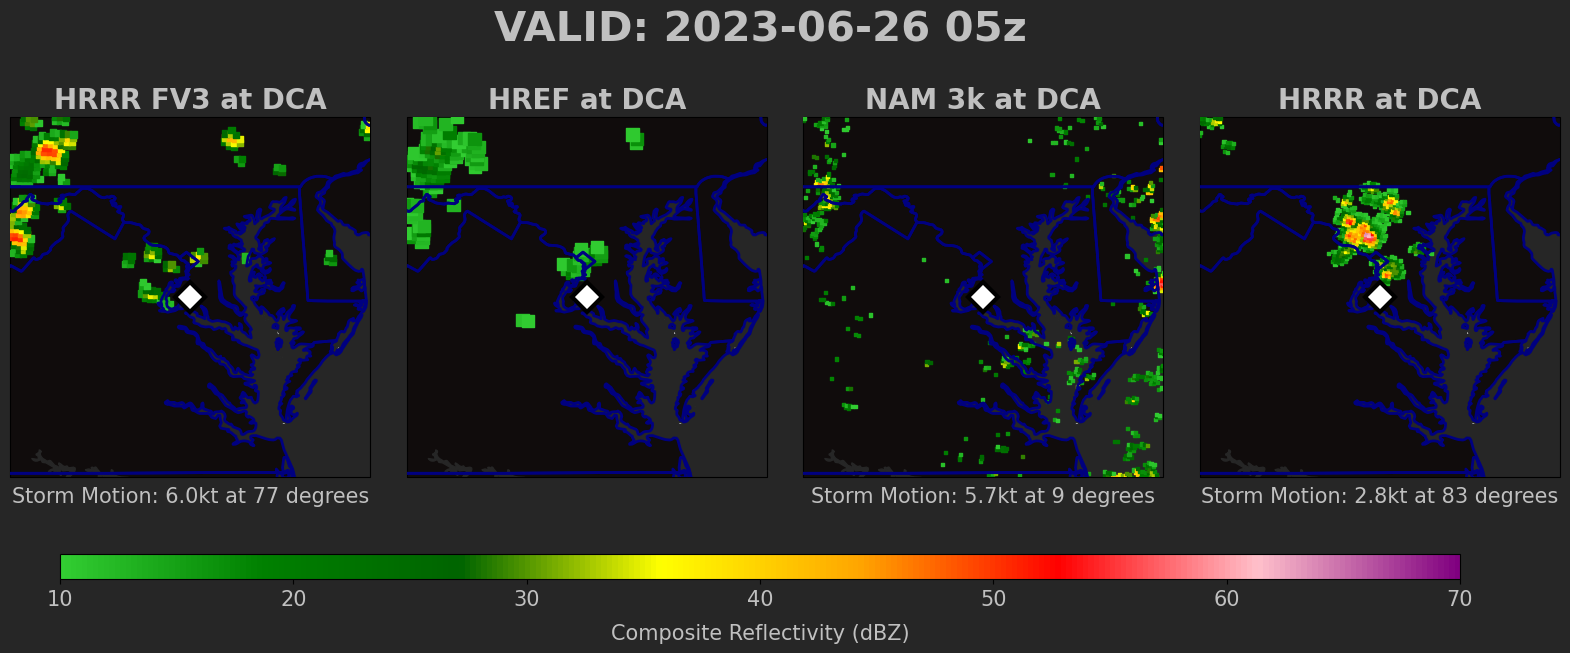 VALID: 2023-06-26 05z
HRRR FV3 at DCA
HREF at DCA
NAM 3k at DCA
HRRR at DCA
Storm Motion: 6.0kt at 77 degrees
Storm Motion: 5.7kt at 9 degrees
Storm Motion: 2.8kt at 83 degrees
10 20 30 40 50 60 70
Composite Reflectivity (dBZ)